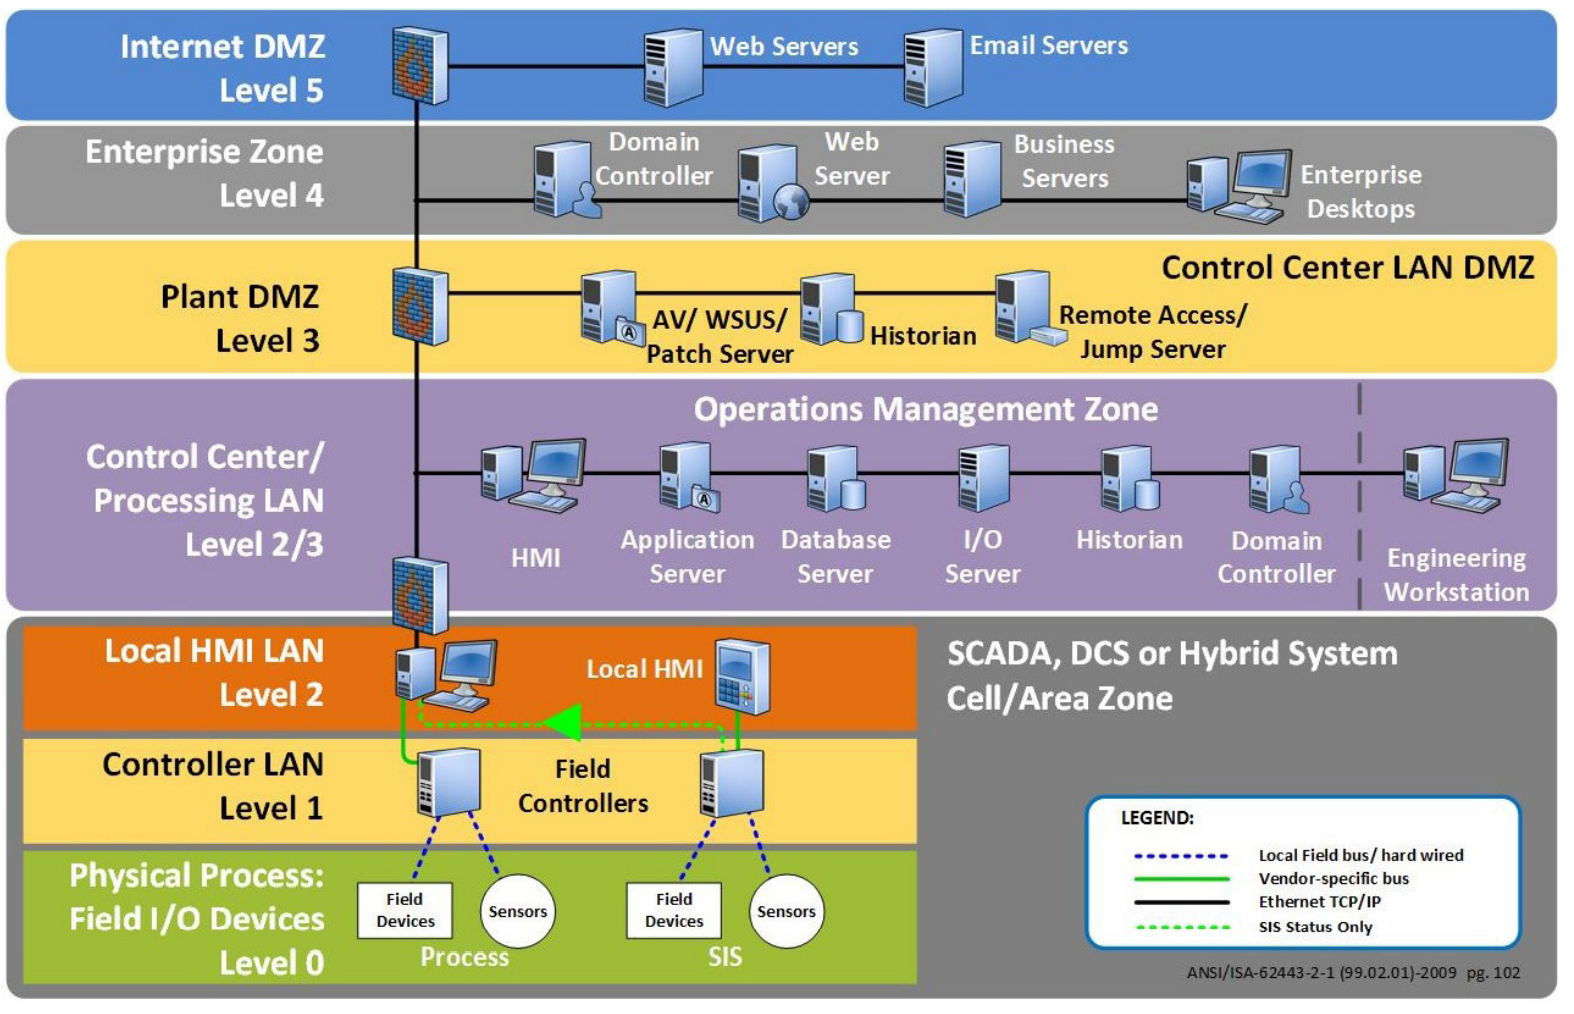 Internet DMZ
Level 5
Web Servers
Email Servers
Enterprise Zone
Level 4
Domain
Controller
Web
Server
Business
Servers
Enterprise
Desktops
Plant DMZ
Level 3
Control Center LAN DMZ
AV/ WSUS/
Patch Server
Historian
Remote Access/
Jump Server
Operations Management Zone
Control Center/
Processing LAN
Level 2/3
HMI
Application
Server
Database
Server
I/O
Server
Historian
Domain
Controller
Engineering
Workstation
Local HMI LAN
Level 2
Local HMI
SCADA, DCS or Hybrid System
Cell/Area Zone
Controller LAN
Level 1
Field
Controllers
Physical Process:
Field I/O Devices
Level 0
Field
Devices
Sensors
Process
Field
Devices
Sensors
SIS
LEGEND:
Local Field bus/ hard wired
Vendor-specific bus
Ethernet TCP/IP
SIS Status Only
ANSI/ISA-62443-2-1 (99.02.01)-2009 pg. 102